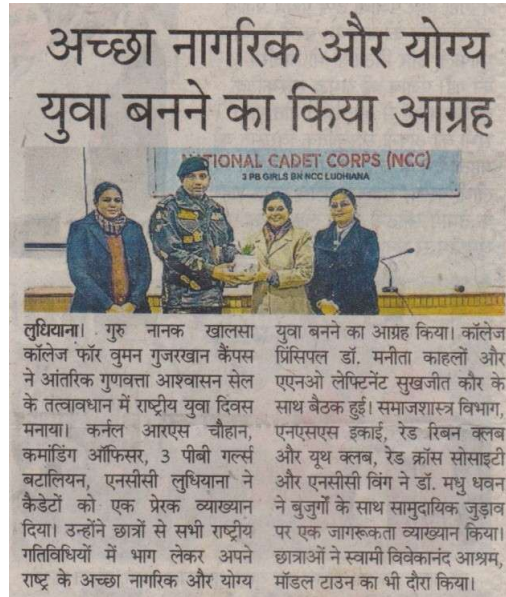 अच्छा नागरिक और योग्य
युवा बनने का किया आग्रह
NATIONAL CADET CORPS (NCC)
3 PB GIRLS BN NCC LUDHIANA
लुधियाना। गुरु नानक खालसा
कॉलेज फॉर वुमन गुजरखान कैंपस
ने आंतरिक गुणवत्ता आश्वासन सेल
के तत्वावधान में राष्ट्रीय युवा दिवस
मनाया। कर्नल आरएस चौहान,
कमांडिंग ऑफिसर, 3 पीबी गर्ल्स
बटालियन, एनसीसी लुधियाना ने
कैडेटों को एक प्रेरक व्याख्यान
दिया। उन्होंने छात्रों से सभी राष्ट्रीय
गतिविधियों में भाग लेकर अपने
राष्ट्र के अच्छा नागरिक और योग्य
युवा बनने का आग्रह किया। कॉलेज
प्रिंसिपल डॉ. मनीता काहलों और
एएनओ लेफ्टिनेंट सुखजीत कौर के
साथ बैठक हुई। समाजशास्त्र विभाग,
एनएसएस इकाई, रेड रिबन क्लब
और यूथ क्लब, रेड क्रॉस सोसाइटी
और एनसीसी विंग ने डॉ. मधु धवन
ने बुजुर्गों के साथ सामुदायिक जुड़ाव
पर एक जागरूकता व्याख्यान किया।
छात्राओं ने स्वामी विवेकानंद आश्रम,
मॉडल टाउन का भी दौरा किया।